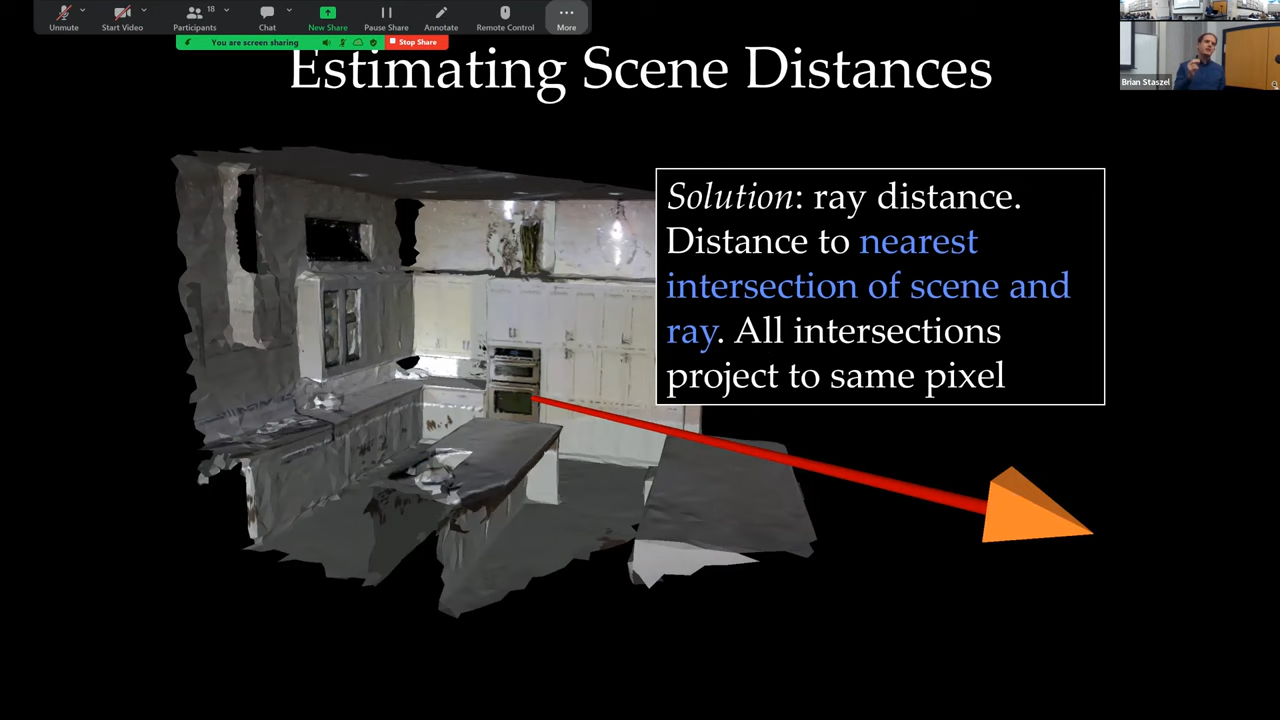 Unmute
Start Video
Participants
18
Chat
New Share
Pause Share
Annotate
Remote Control
More
You are screen sharing
Stop Share
Brian Staszel
Estimating Scene Distances
Solution: ray distance.
Distance to nearest
intersection of scene and
ray. All intersections
project to same pixel